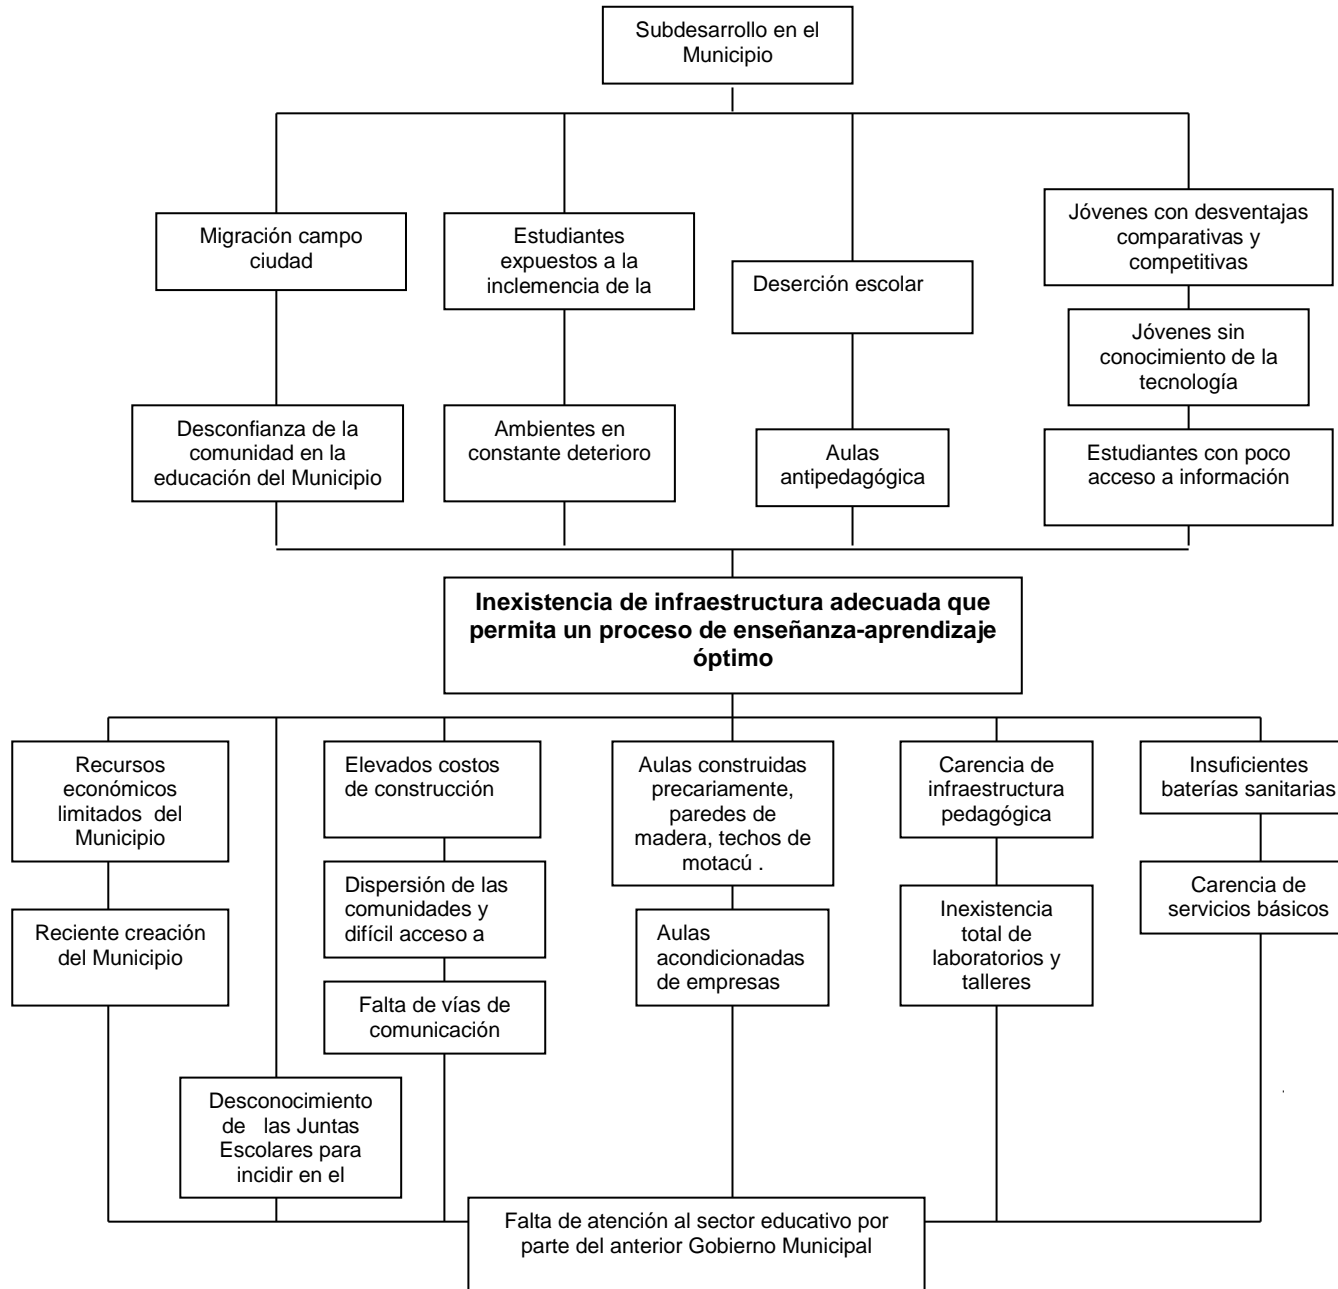 Subdesarrollo en el
Municipio
Migración campo
ciudad
Estudiantes
expuestos a la
inclemencia de la
Deserción escolar
Jóvenes con desventajas
comparativas y
competitivas
Jóvenes sin
conocimiento de la
tecnología
Desconfianza de la
comunidad en la
educación del Municipio
Ambientes en
constante deterioro
Aulas
antipedagógica
Estudiantes con poco
acceso a información
Inexistencia de infraestructura adecuada que
permita un proceso de enseñanza-aprendizaje
óptimo
Recursos
económicos
limitados del
Municipio
Reciente creación
del Municipio
Desconocimiento
de las Juntas
Escolares para
incidir en el
Elevados costos
de construcción
Dispersión de las
comunidades y
difícil acceso a
Falta de vías de
comunicación
Aulas construidas
precariamente,
paredes de
madera, techos de
motacú .
Aulas
acondicionadas
de empresas
Carencia de
infraestructura
pedagógica
Inexistencia
total de
laboratorios y
talleres
Insuficientes
baterías sanitarias
Carencia de
servicios básicos
Falta de atención al sector educativo por
parte del anterior Gobierno Municipal